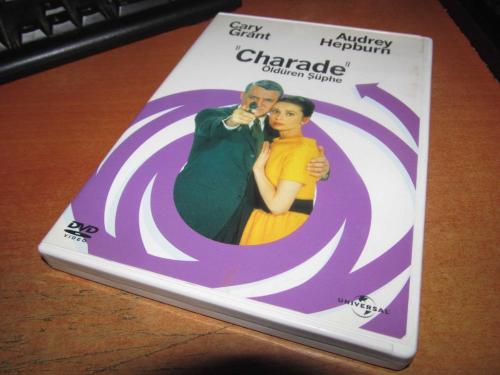 Cary
Grant
Audrey
Hepburn
"Charade"
Öldüren Şüphe
DVD
VIDEO
UNIVERSAL